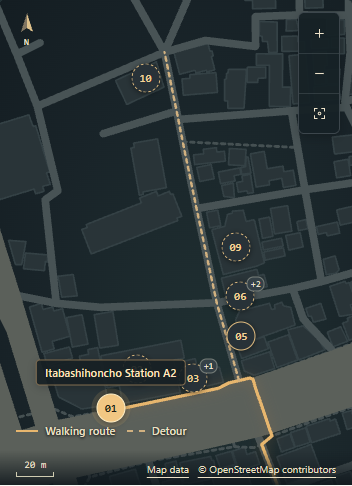 N
+
−
10
09
+2
06
05
Itabashihoncho Station A2
+1
03
01
Walking route
Detour
20 m
Map data
© OpenStreetMap contributors